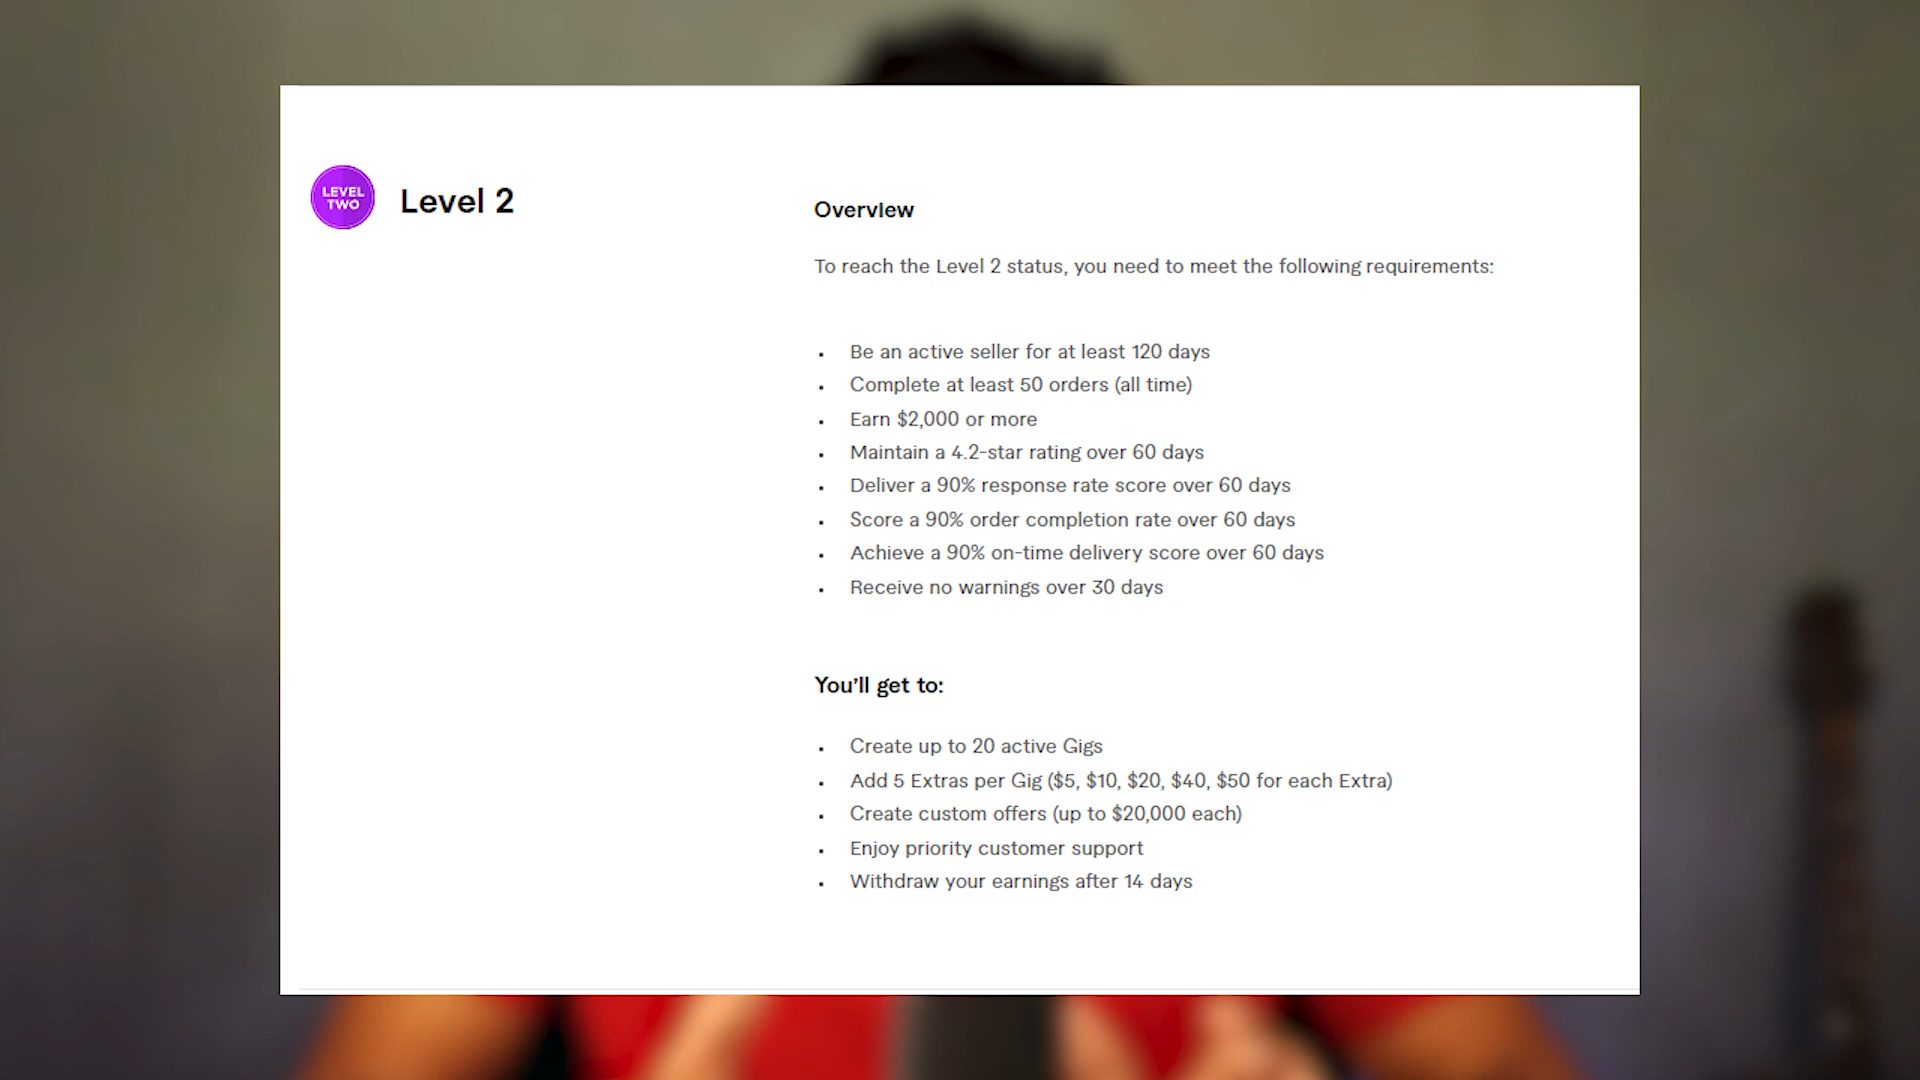 LEVEL
TWO
Level 2
Overview
To reach the Level 2 status, you need to meet the following requirements:
• Be an active seller for at least 120 days
• Complete at least 50 orders (all time)
• Earn $2,000 or more
• Maintain a 4.2-star rating over 60 days
• Deliver a 90% response rate score over 60 days
• Score a 90% order completion rate over 60 days
• Achieve a 90% on-time delivery score over 60 days
• Receive no warnings over 30 days
You'll get to:
• Create up to 20 active Gigs
• Add 5 Extras per Gig ($5, $10, $20, $40, $50 for each Extra)
• Create custom offers (up to $20,000 each)
• Enjoy priority customer support
• Withdraw your earnings after 14 days